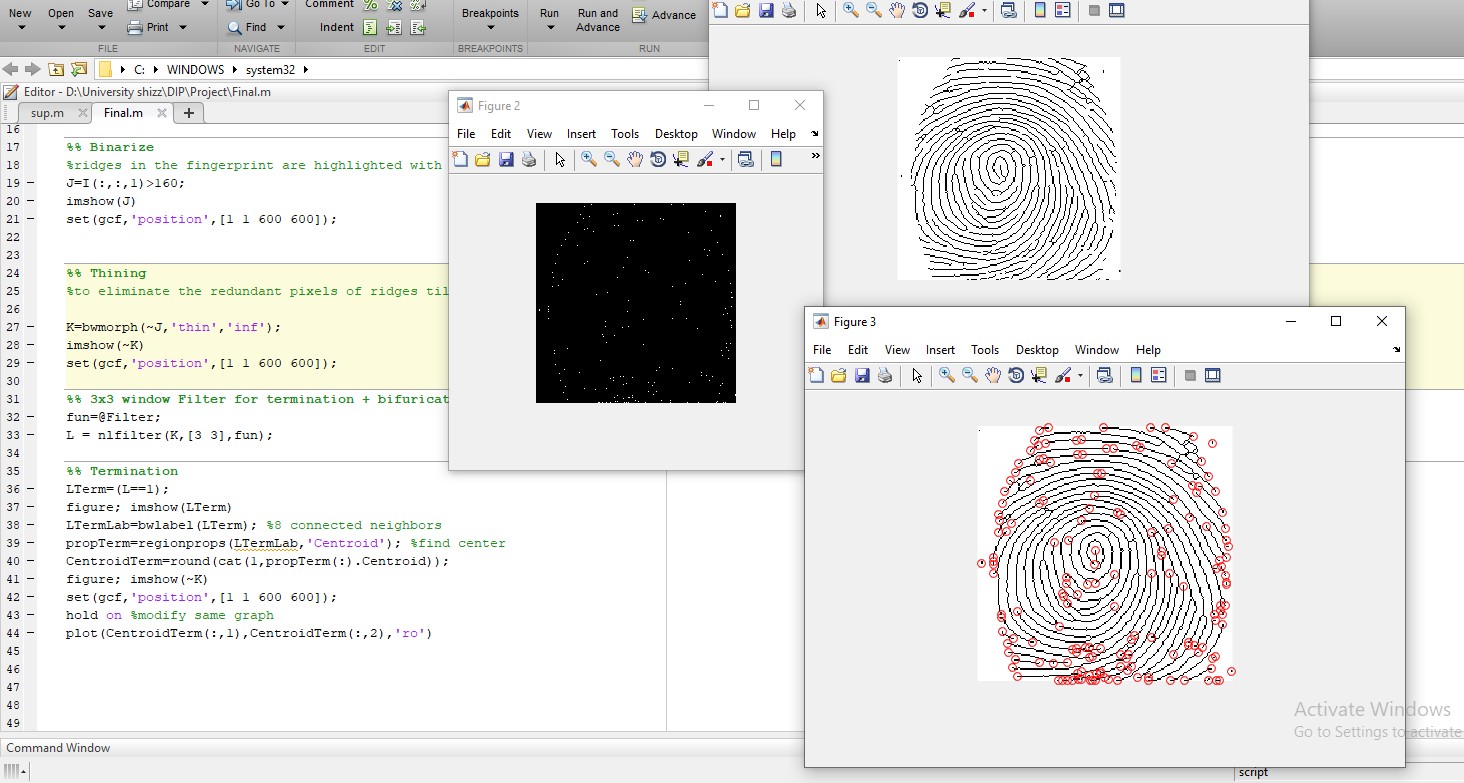 New Open Save Compare Print Go To Find Comment Indent Breakpoints Run Run and Advance Advance
FILE NAVIGATE EDIT BREAKPOINTS RUN
C: WINDOWS system32
Editor - D:\University shizz\DIP\Project\Final.m
sup.m Final.m
16
17 %% Binarize
18 %ridges in the fingerprint are highlighted with
19 J=I(:,:,1)>160;
20 imshow(J)
21 set(gcf,'position',[1 1 600 600]);
22
23
24 %% Thining
25 %to eliminate the redundant pixels of ridges til
26
27 K=bwmorph(~J,'thin','inf');
28 imshow(~K)
29 set(gcf,'position',[1 1 600 600]);
30
31 %% 3x3 window Filter for termination + bifuricat
32 fun=@Filter;
33 L = nlfilter(K,[3 3],fun);
34
35 %% Termination
36 LTerm=(L==1);
37 figure; imshow(LTerm)
38 LTermLab=bwlabel(LTerm); %8 connected neighbors
39 propTerm=regionprops(LTermLab,'Centroid'); %find center
40 CentroidTerm=round(cat(1,propTerm(:).Centroid));
41 figure; imshow(~K)
42 set(gcf,'position',[1 1 600 600]);
43 hold on %modify same graph
44 plot(CentroidTerm(:,1),CentroidTerm(:,2),'ro')
45
46
47
48
49
Command Window
Figure 2
File Edit View Insert Tools Desktop Window Help
Figure 3
File Edit View Insert Tools Desktop Window Help
Activate Windows
Go to Settings to activate
script